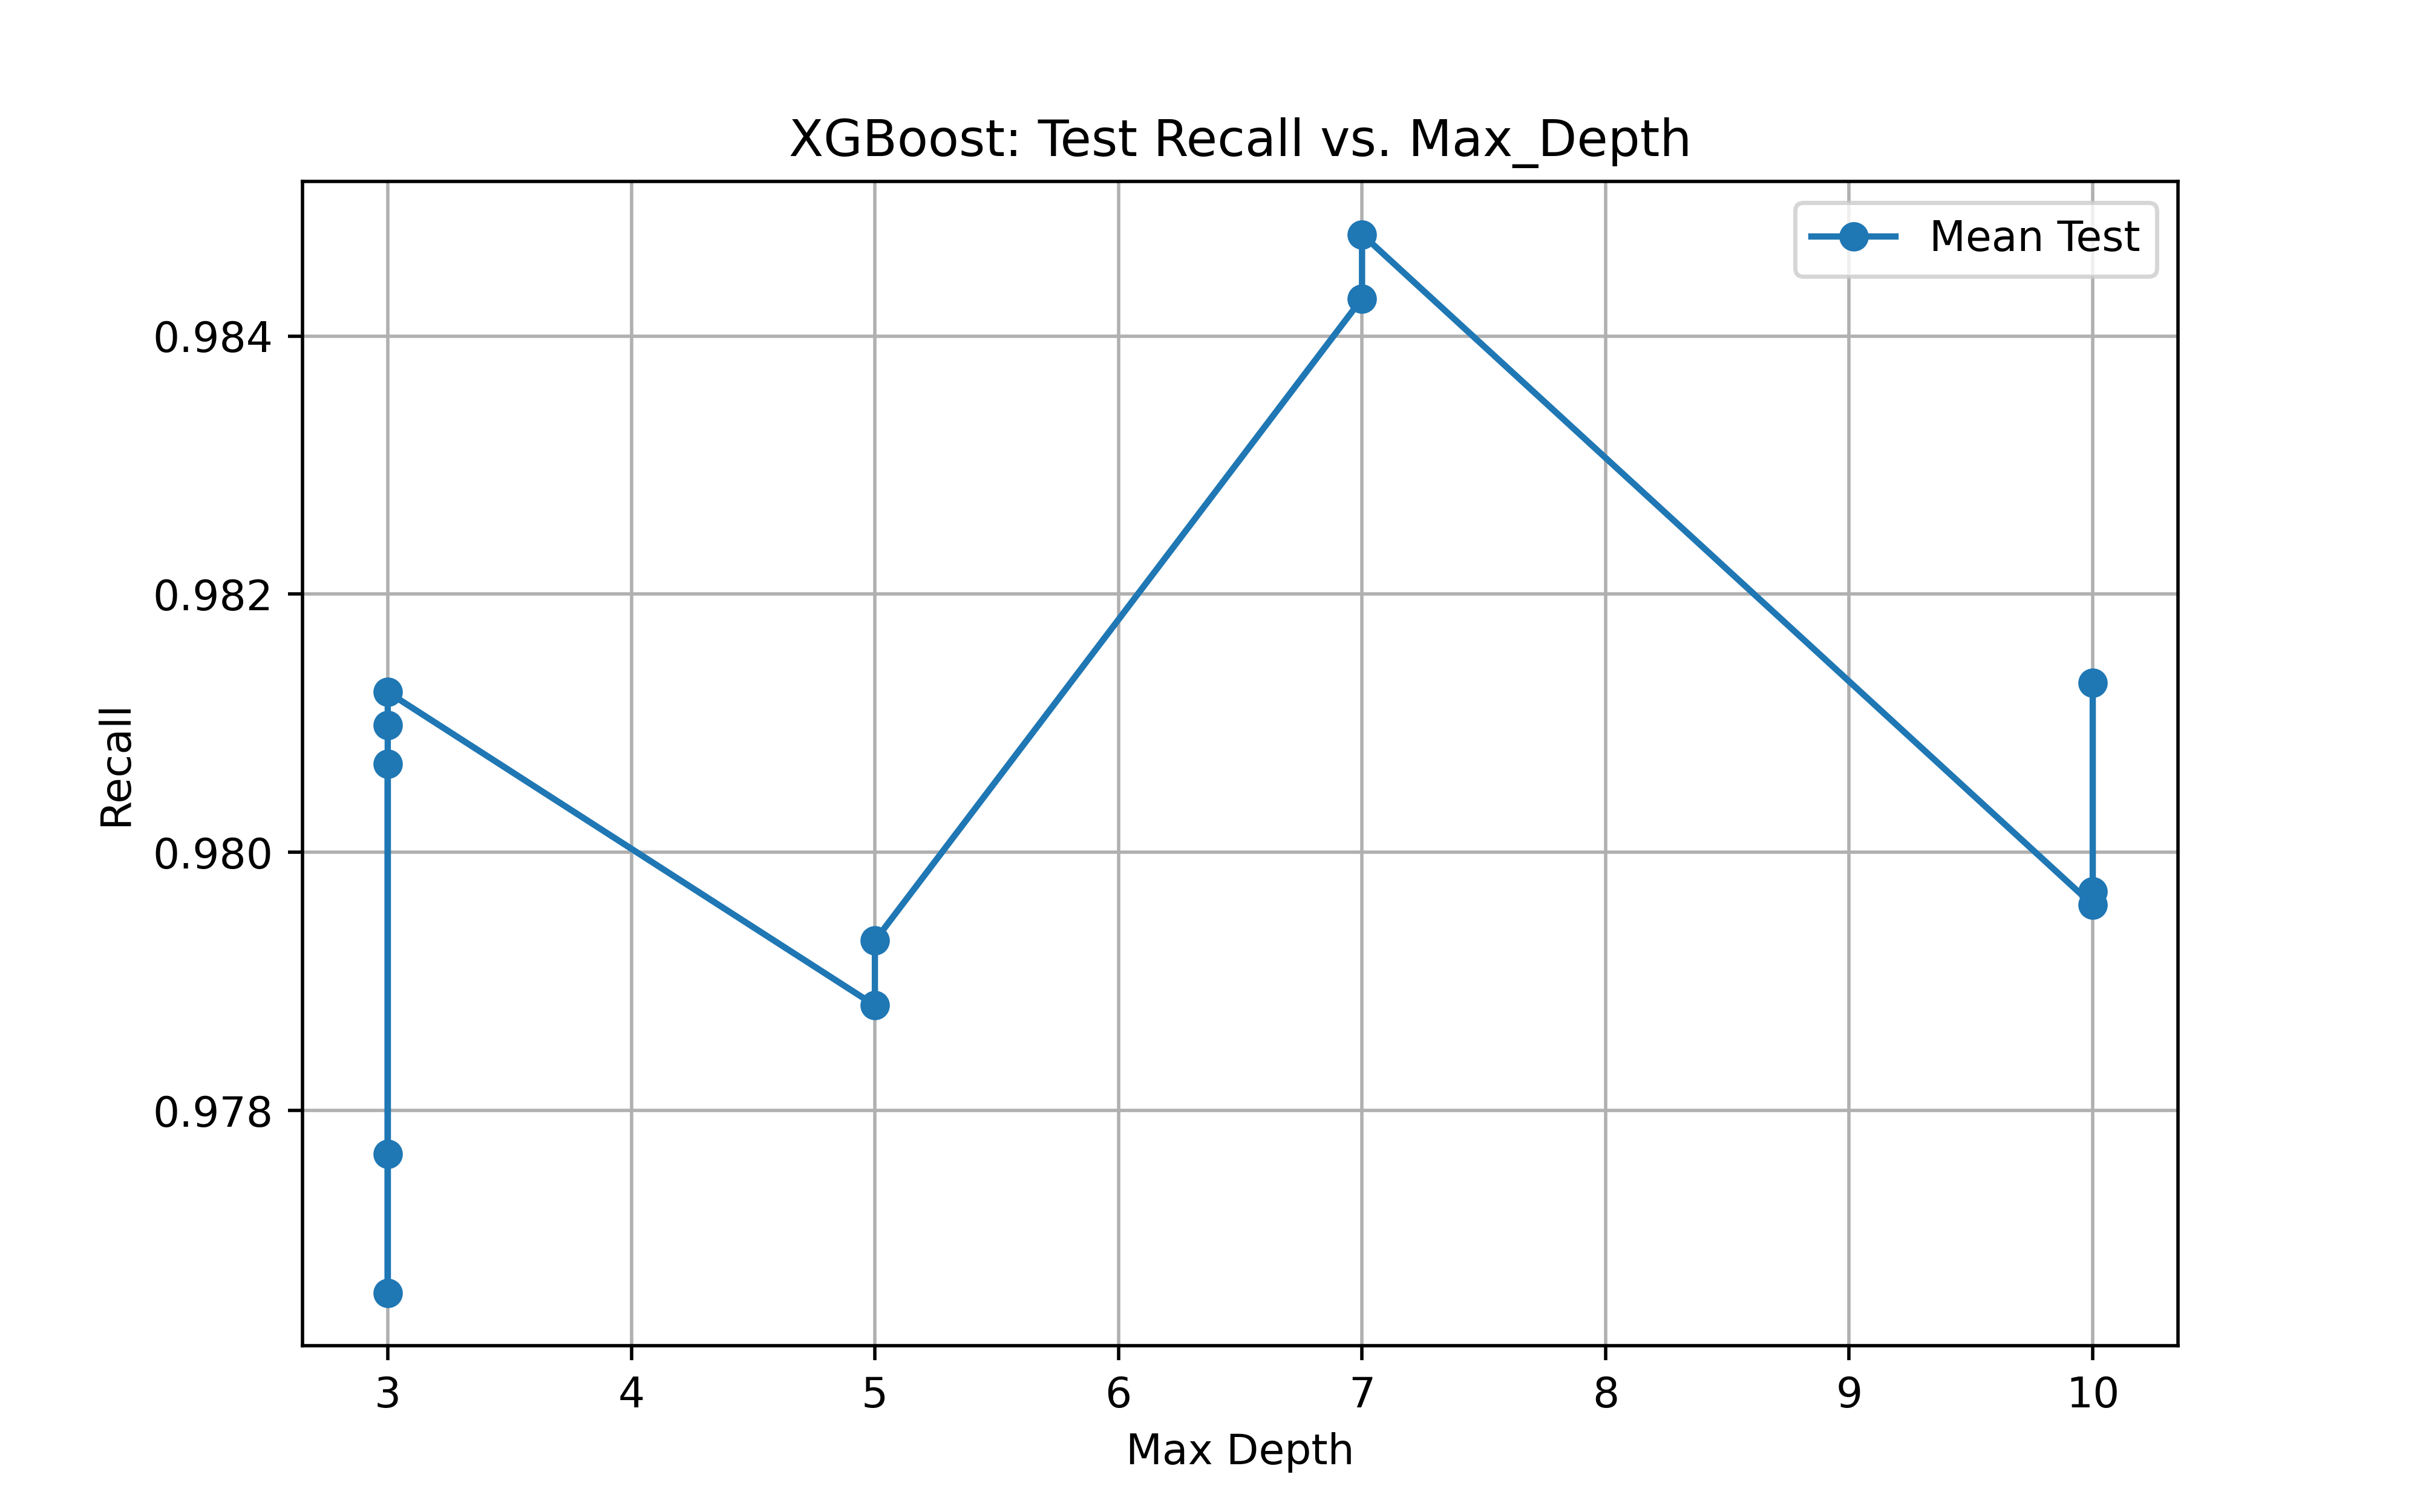 XGBoost: Test Recall vs. Max_Depth
Mean Test
0.984
0.982
0.980
0.978
Recall
3 4 5 6 7 8 9 10
Max Depth